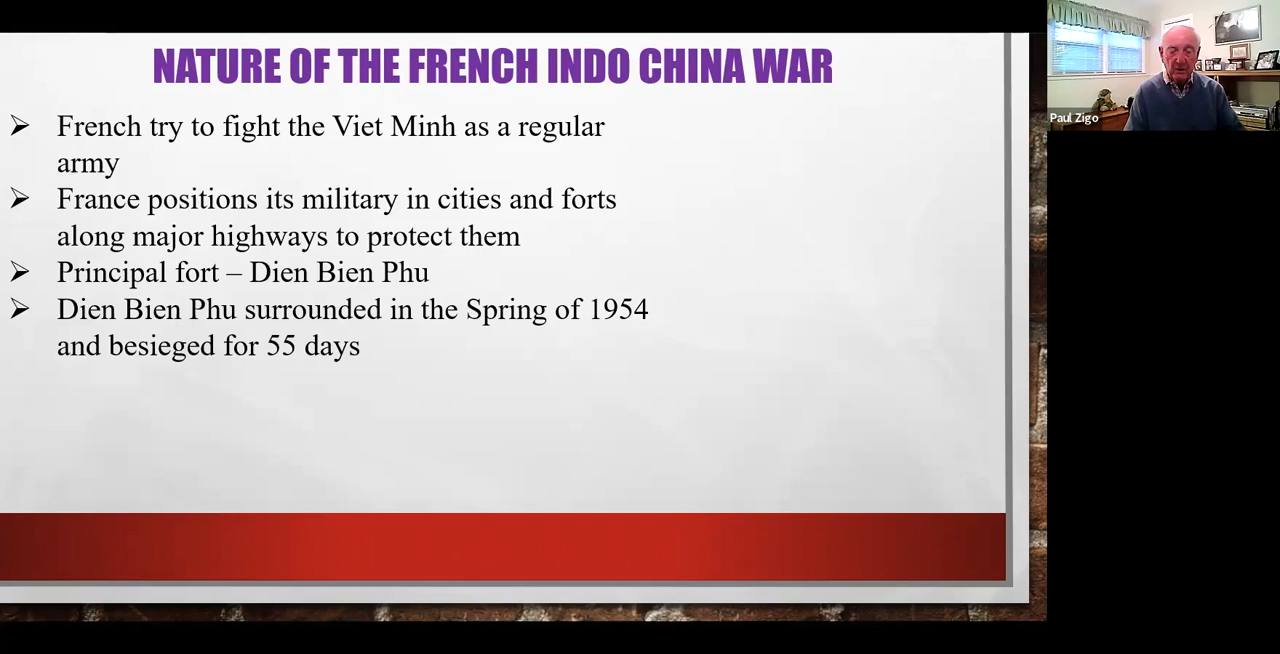 NATURE OF THE FRENCH INDO CHINA WAR
➢ French try to fight the Viet Minh as a regular
army
➢ France positions its military in cities and forts
along major highways to protect them
➢ Principal fort – Dien Bien Phu
➢ Dien Bien Phu surrounded in the Spring of 1954
and besieged for 55 days
Paul Zigo